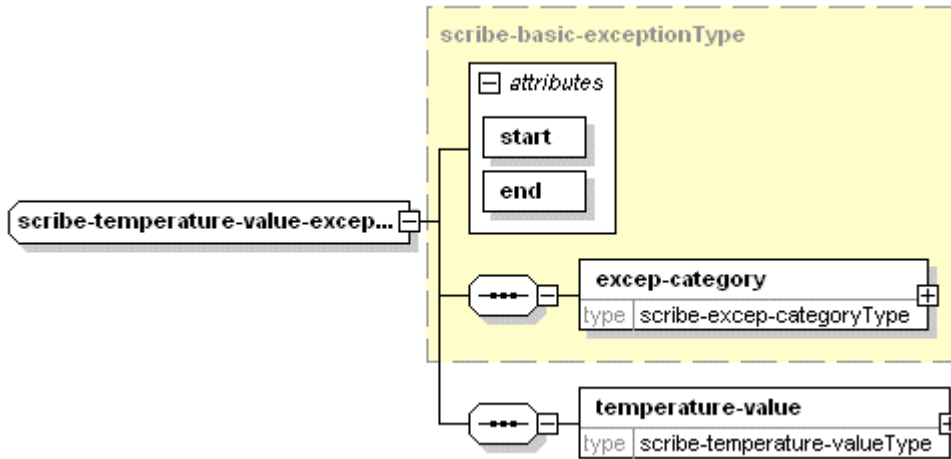 scribe-basic-exceptionType
attributes
start
end
scribe-temperature-value-excep...
excep-category
type scribe-excep-categoryType
temperature-value
type scribe-temperature-valueType